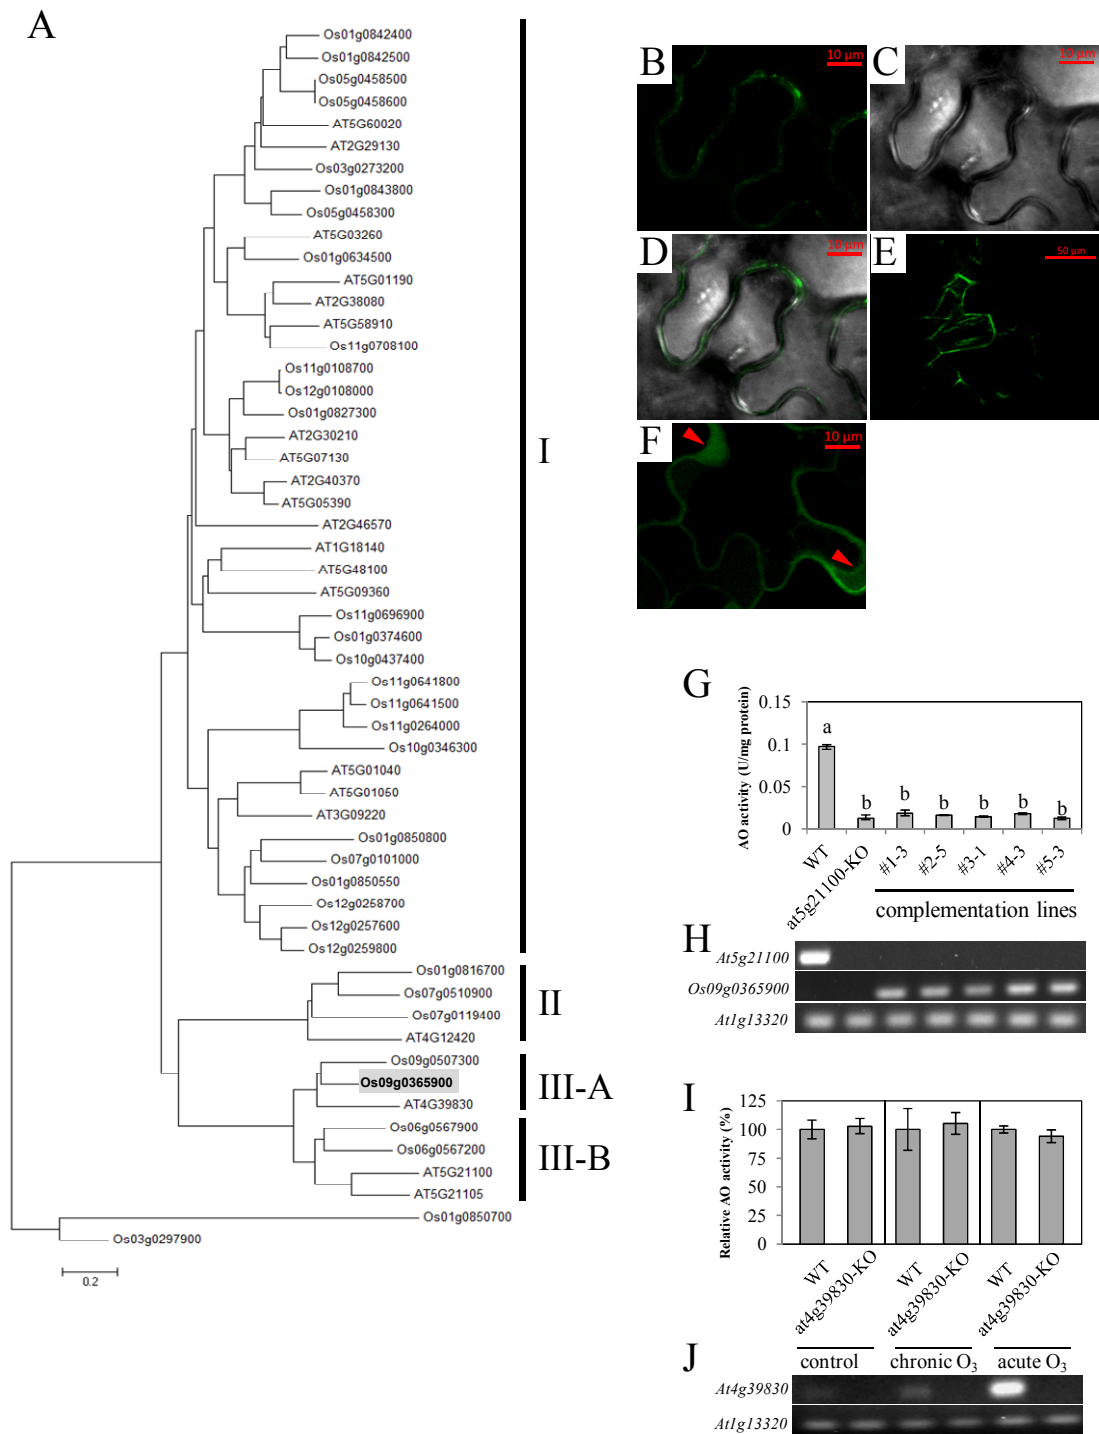 A
Os01g0842400
Os01g0842500
Os05g0458500
Os05g0458600
AT5G60020
AT2G29130
Os03g0273200
Os01g0843800
Os05g0458300
AT5G03260
Os01g0634500
AT5G01190
AT2G38080
AT5G58910
Os11g0708100
Os11g0108700
Os12g0108000
Os01g0827300
AT2G30210
AT5G07130
AT2G40370
AT5G05390
AT2G46570
AT1G18140
AT5G48100
AT5G09360
Os11g0696900
Os01g0374600
Os10g0437400
Os11g0641800
Os11g0641500
Os11g0264000
Os10g0346300
AT5G01040
AT5G01050
AT3G09220
Os01g0850800
Os07g0101000
Os01g0850550
Os12g0258700
Os12g0257600
Os12g0259800
Os01g0816700
Os07g0510900
Os07g0119400
AT4G12420
Os09g0507300
Os09g0365900
AT4G39830
Os06g0567900
Os06g0567200
AT5G21100
AT5G21105
Os01g0850700
Os03g0297900
0.2
I
II
III-A
III-B
B
10 µm
C
10 µm
D
10 µm
E
50 µm
F
10 µm
G
AO activity (U/mg protein)
0.15
0.1
0.05
0
a
b
b
b
b
b
b
WT
at5g21100-KO
#1-3
#2-5
#3-1
#4-3
#5-3
complementation lines
H
At5g21100
Os09g0365900
At1g13320
I
Relative AO activity (%)
125
100
75
50
25
0
WT
at4g39830-KO
WT
at4g39830-KO
WT
at4g39830-KO
control
chronic O3
acute O3
J
At4g39830
At1g13320